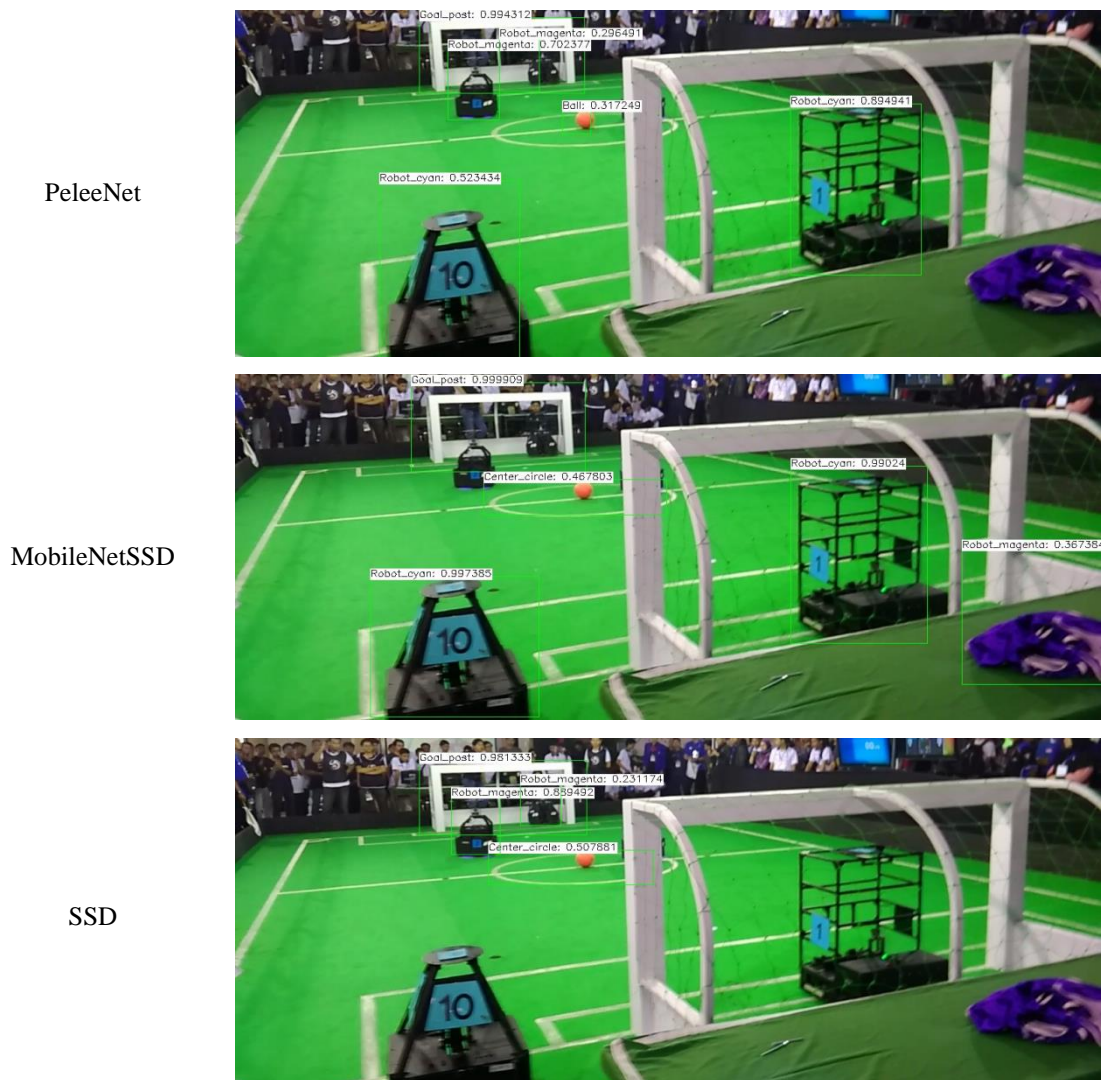 Goal_post: 0.994312
Robot_magenta: 0.296491
Robot_magenta: 0.702377
Ball: 0.317249
Robot_cyan: 0.894941
PeleeNet
Robot_cyan: 0.523434
1
10
Goal_post: 0.999909
Robot_cyan: 0.99024
Center_circle: 0.467803
Robot_magenta: 0.367384
MobileNetSSD
1
Robot_cyan: 0.997385
10
Goal_post: 0.981333
Robot_magenta: 0.231174
Robot_magenta: 0.889492
Center_circle: 0.507881
SSD
1
10